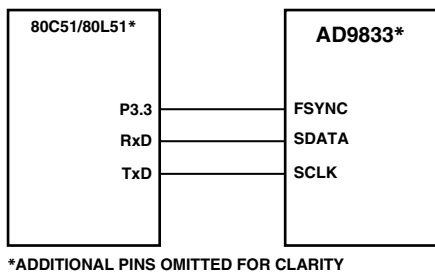 80C51/80L51*
AD9833*
P3.3
FSYNC
RxD
SDATA
TxD
SCLK
*ADDITIONAL PINS OMITTED FOR CLARITY